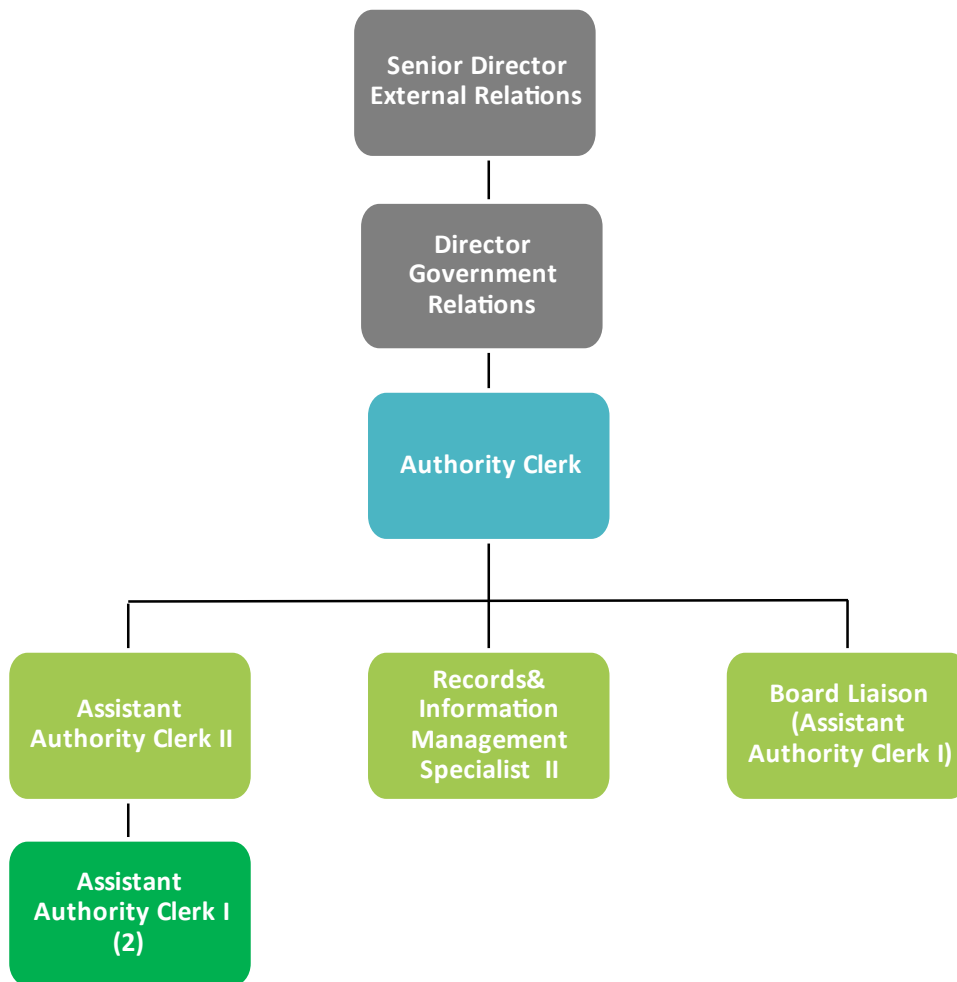 Senior Director
External Relations
Director
Government
Relations
Authority Clerk
Assistant
Authority Clerk II
Records&
Information
Management
Specialist  II
Board Liaison
(Assistant
Authority Clerk I)
Assistant
Authority Clerk I
(2)